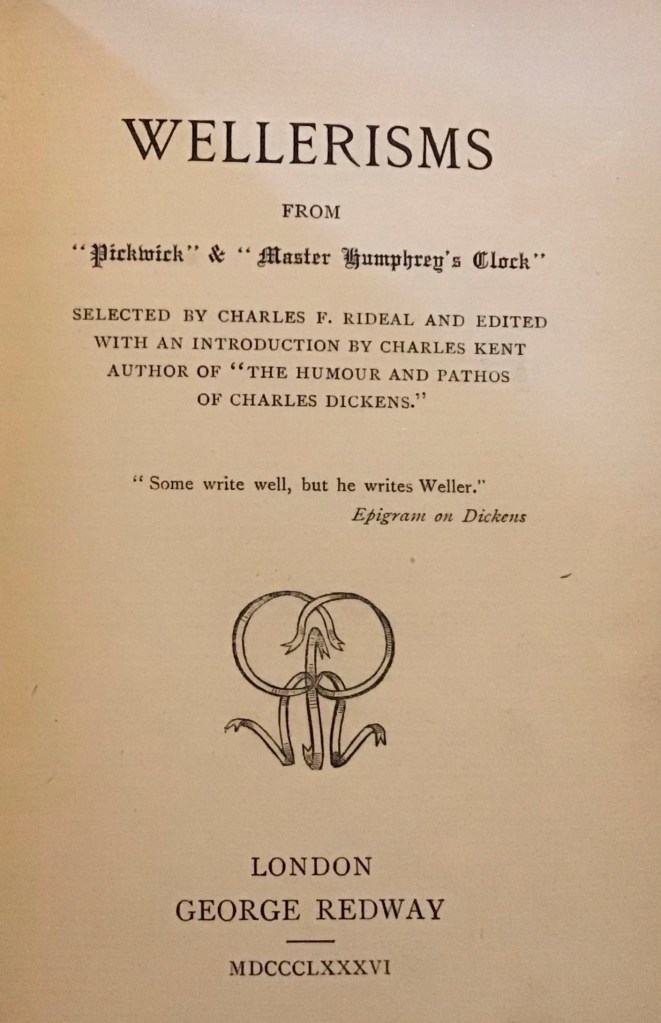 WELLERISMS
FROM
"Pickwick" & "Master Humphrey's Clock"
SELECTED BY CHARLES F. RIDEAL AND EDITED
WITH AN INTRODUCTION BY CHARLES KENT
AUTHOR OF "THE HUMOUR AND PATHOS
OF CHARLES DICKENS."
"Some write well, but he writes Weller."
Epigram on Dickens
LONDON
GEORGE REDWAY
MDCCCLXXXVI